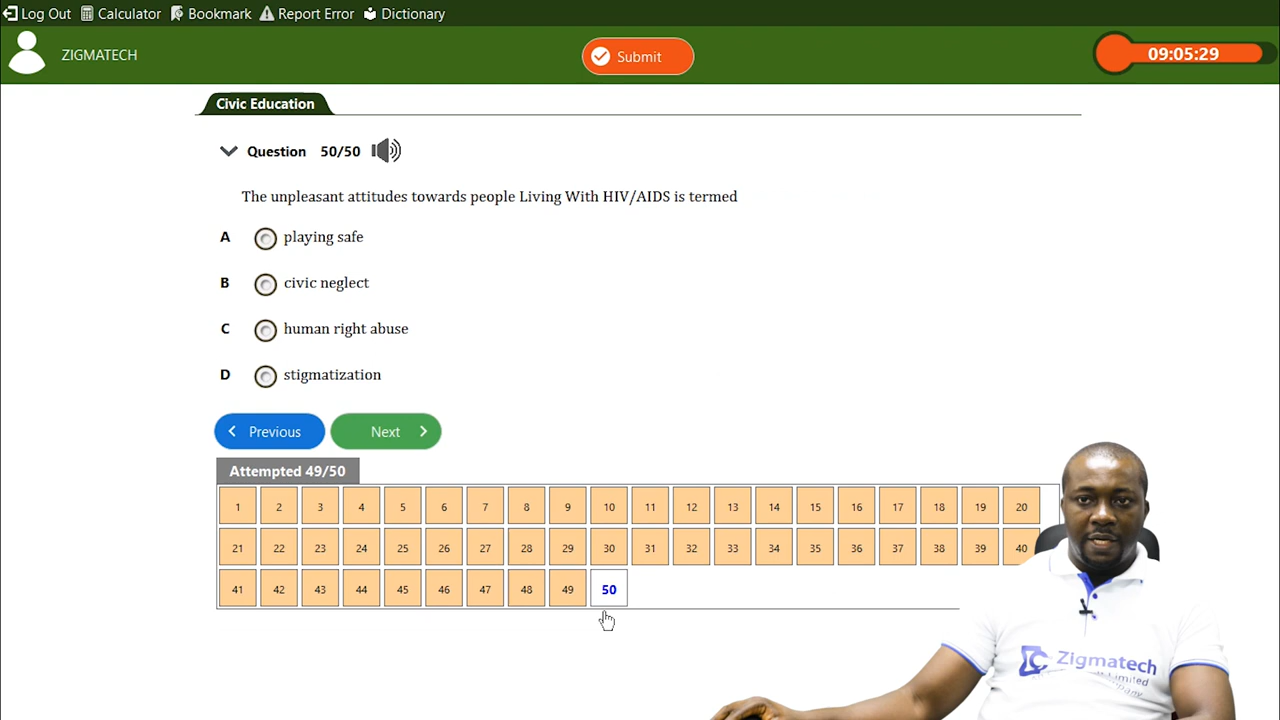 Log Out Calculator Bookmark Report Error Dictionary
ZIGMATECH
Submit
09:05:29
Civic Education
Question 50/50
The unpleasant attitudes towards people Living With HIV/AIDS is termed
A playing safe
B civic neglect
C human right abuse
D stigmatization
Previous Next
Attempted 49/50
1 2 3 4 5 6 7 8 9 10 11 12 13 14 15 16 17 18 19 20
21 22 23 24 25 26 27 28 29 30 31 32 33 34 35 36 37 38 39 40
41 42 43 44 45 46 47 48 49 50
Zigmatech
Limited